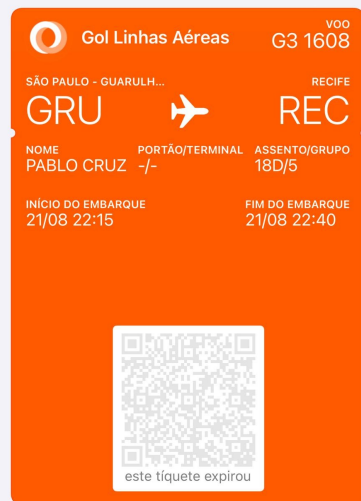 Gol Linhas Aéreas
VOO
G3 1608
SÃO PAULO - GUARULH...
RECIFE
GRU
REC
NOME PORTÃO/TERMINAL ASSENTO/GRUPO
PABLO CRUZ -/- 18D/5
INÍCIO DO EMBARQUE FIM DO EMBARQUE
21/08 22:15 21/08 22:40
este tíquete expirou